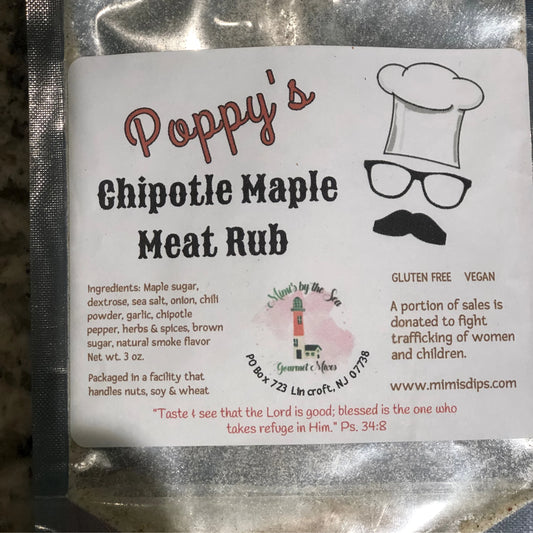 Poppy's
Chipotle Maple
Meat Rub
Ingredients: Maple sugar,
dextrose, sea salt, onion, chili
powder, garlic, chipotle
pepper, herbs & spices, brown
sugar, natural smoke flavor
Net wt. 3 oz.
Packaged in a facility that
handles nuts, soy & wheat
Mimi's by the Sea
Gourmet Mixes
PO Box 723 Lincroft, NJ 07738
GLUTEN FREE VEGAN
A portion of sales is
donated to fight
trafficking of women
and children.
www.mimisdips.com
"Taste & see that the Lord is good; blessed is the one who
takes refuge in Him." Ps. 34:8